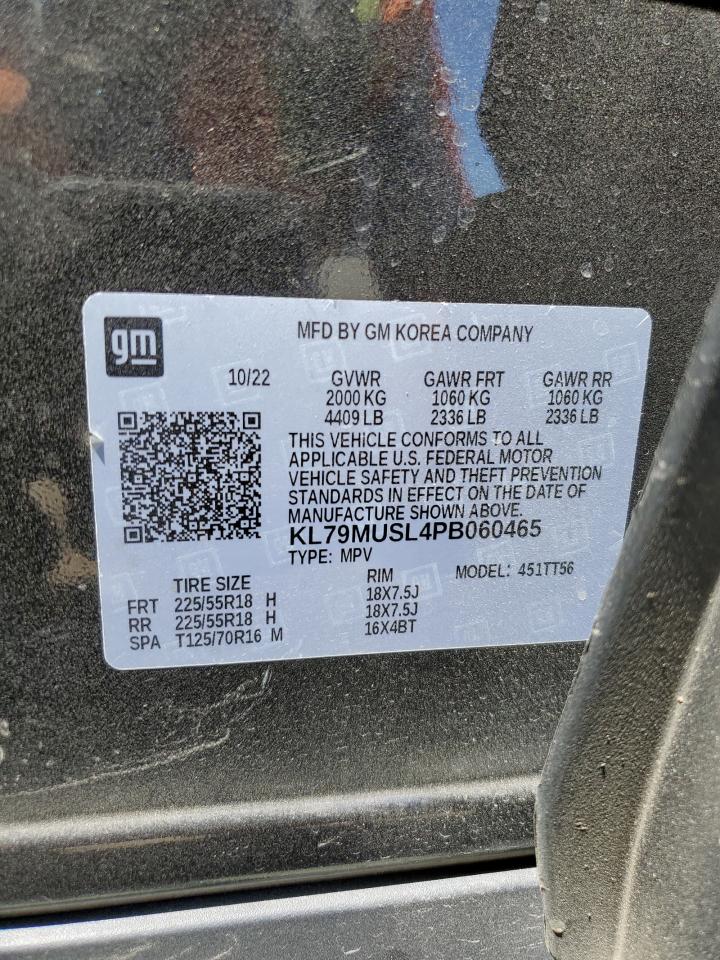 gm
MFD BY GM KOREA COMPANY
10/22 GVWR GAWR FRT GAWR RR
2000 KG 1060 KG 1060 KG
4409 LB 2336 LB 2336 LB
THIS VEHICLE CONFORMS TO ALL
APPLICABLE U.S. FEDERAL MOTOR
VEHICLE SAFETY AND THEFT PREVENTION
STANDARDS IN EFFECT ON THE DATE OF
MANUFACTURE SHOWN ABOVE.
KL79MUSL4PB060465
TYPE: MPV MODEL: 451TT56
TIRE SIZE RIM
FRT 225/55R18 H 18X7.5J
RR 225/55R18 H 18X7.5J
SPA T125/70R16 M 16X4BT